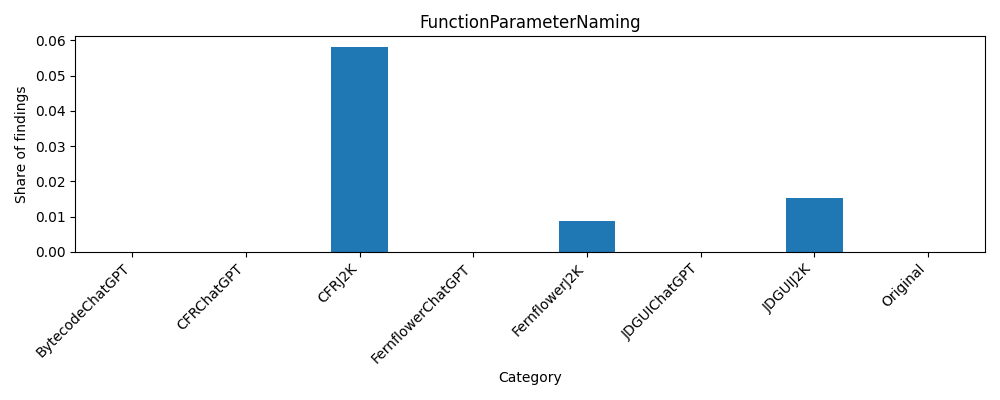 FunctionParameterNaming
Share of findings
0.06
0.05
0.04
0.03
0.02
0.01
0.00
BytecodeChatGPT
CFRChatGPT
CFRJ2K
FernflowerChatGPT
FernflowerJ2K
JDGUIChatGPT
JDGUIJ2K
Original
Category